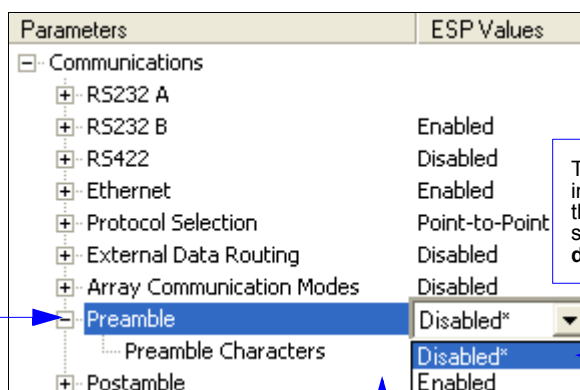 Parameters ESP Values
Communications
RS232 A
RS232 B Enabled
RS422 Disabled
Ethernet Enabled
Protocol Selection Point-to-Point
External Data Routing Disabled
Array Communication Modes Disabled
Preamble Disabled*
Preamble Characters Disabled*
Postamble Enabled